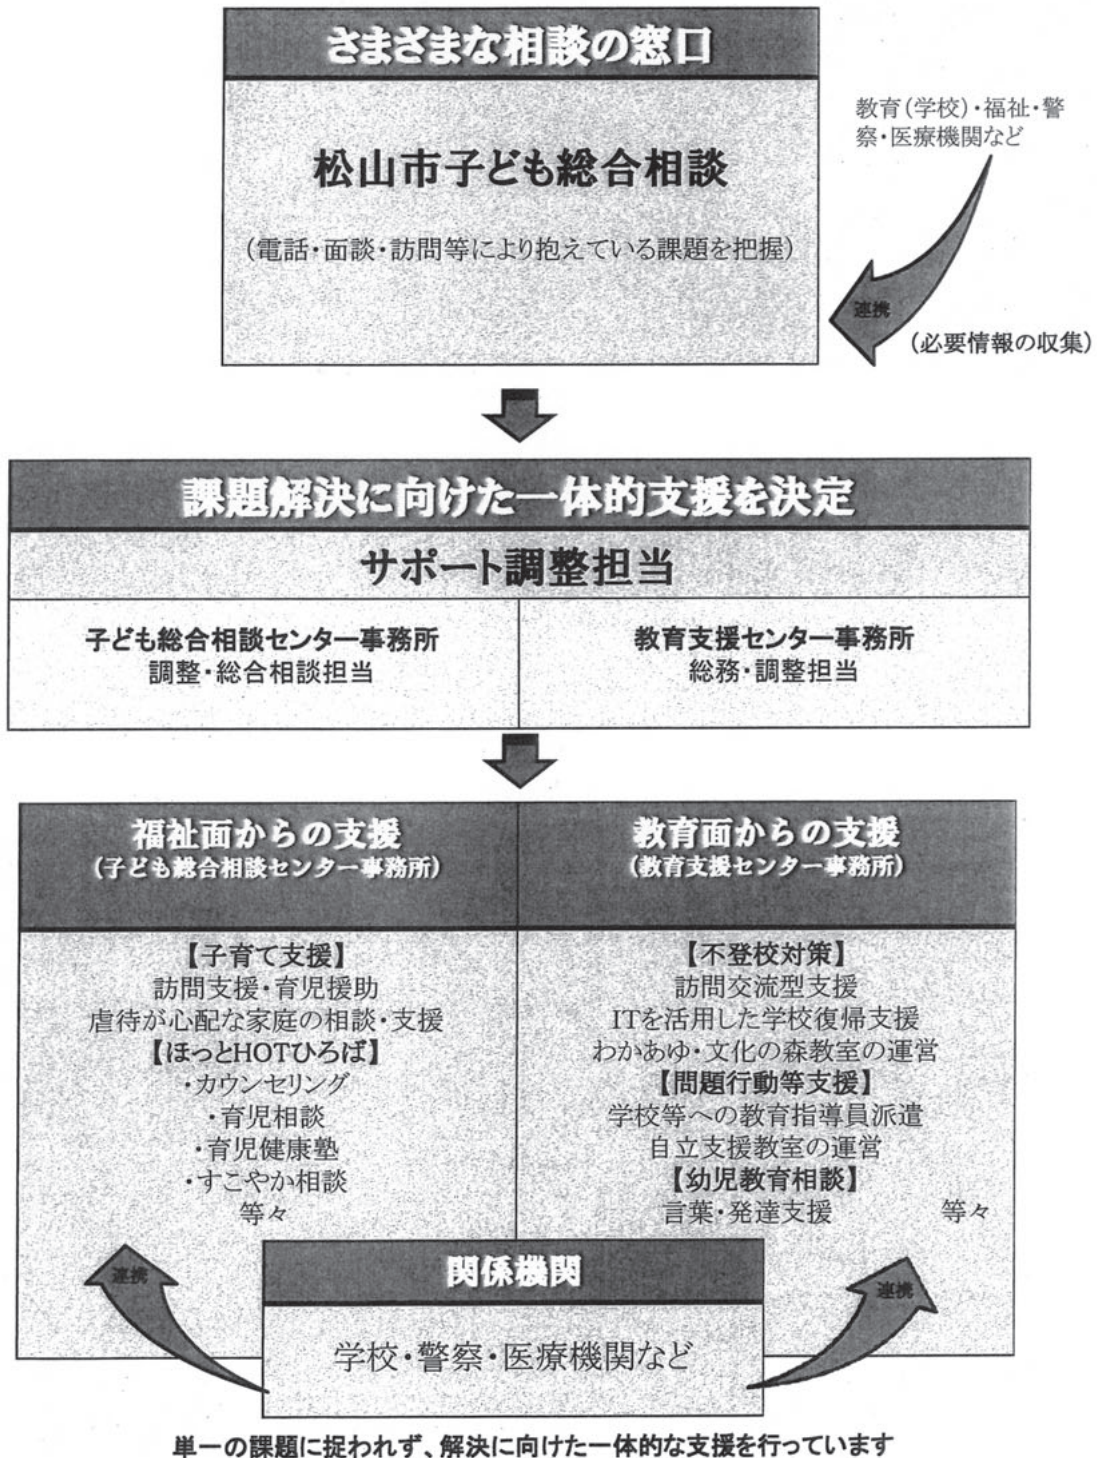 さまざまな相談の窓口
松山市子ども総合相談
(電話・面談・訪問等により抱えている課題を把握)
教育(学校)・福祉・警
察・医療機関など
連携
(必要情報の収集)
課題解決に向けた一体的支援を決定
サポート調整担当
子ども総合相談センター事務所
調整・総合相談担当
教育支援センター事務所
総務・調整担当
福祉面からの支援
(子ども総合相談センター事務所)
【子育て支援】
訪問支援・育児援助
虐待が心配な家庭の相談・支援
【ほっとHOTひろば】
・カウンセリング
・育児相談
・育児健康塾
・すこやか相談
等々
教育面からの支援
(教育支援センター事務所)
【不登校対策】
訪問交流型支援
ITを活用した学校復帰支援
わかあゆ・文化の森教室の運営
【問題行動等支援】
学校等への教育指導員派遣
自立支援教室の運営
【幼児教育相談】
言葉・発達支援 等々
連携
関係機関
連携
学校・警察・医療機関など
単一の課題に捉われず、解決に向けた一体的な支援を行っています